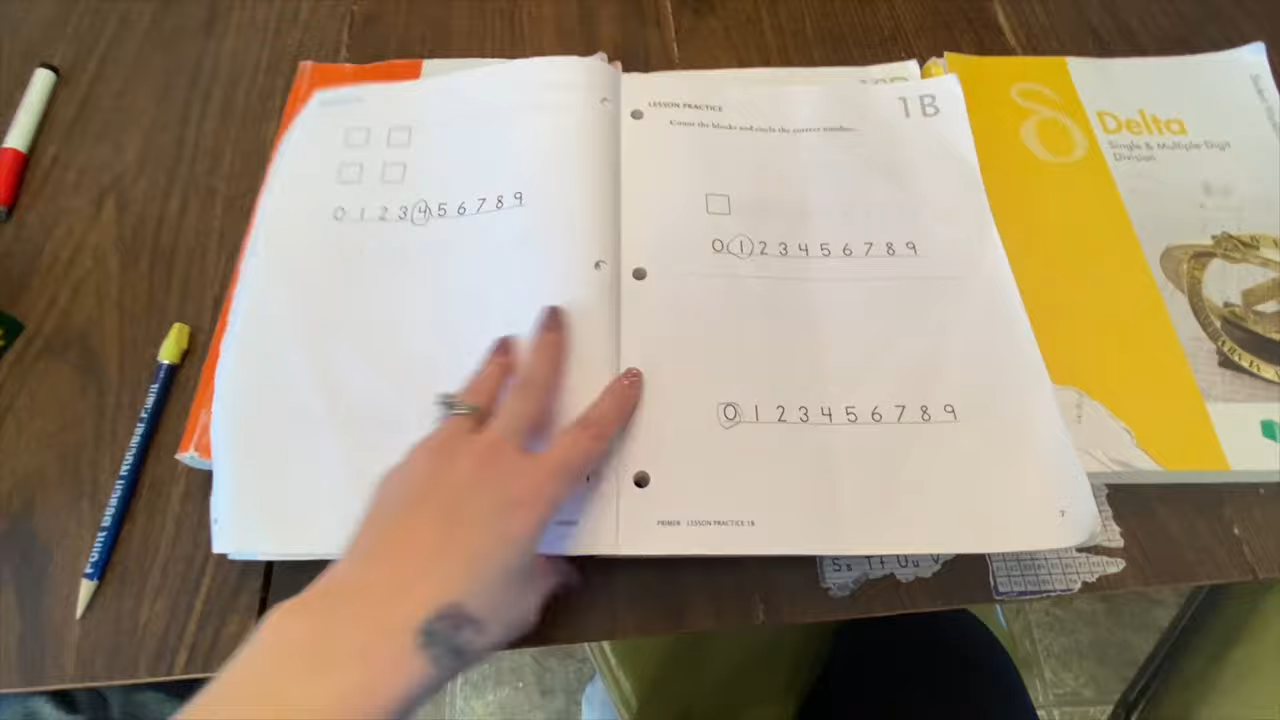 0 1 2 3 4 5 6 7 8 9
LESSON PRACTICE
1B
Count the blocks and circle the correct number.
0 1 2 3 4 5 6 7 8 9
0 1 2 3 4 5 6 7 8 9
PRIMER LESSON PRACTICE 1B
7
δ
Delta
Single & Multiple-Digit
Division
Point Beach Nuclear Plant
Ss Tt Uu V